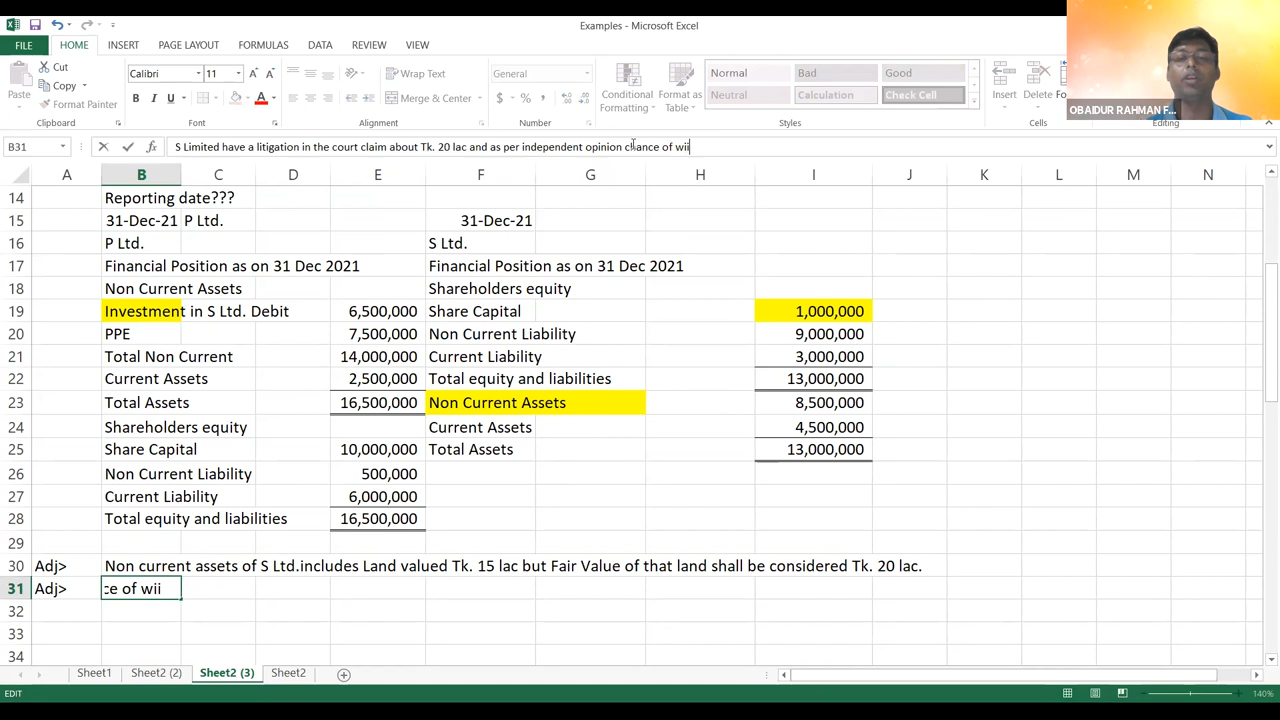 Examples - Microsoft Excel
FILE HOME INSERT PAGE LAYOUT FORMULAS DATA REVIEW VIEW
Cut Calibri 11 Wrap Text General Normal Bad Good
Copy
Paste Format Painter B I U Merge & Center $ % , Conditional Formatting Format as Table Neutral Calculation Check Cell Insert Delete Fo
OBAIDUR RAHMAN F...
Clipboard Font Alignment Number Styles Cells Editing
B31 fx S Limited have a litigation in the court claim about Tk. 20 lac and as per independent opinion chance of wii
A B C D E F G H I J K L M N
14 Reporting date???
15 31-Dec-21 P Ltd. 31-Dec-21
16 P Ltd. S Ltd.
17 Financial Position as on 31 Dec 2021 Financial Position as on 31 Dec 2021
18 Non Current Assets Shareholders equity
19 Investment in S Ltd. Debit 6,500,000 Share Capital 1,000,000
20 PPE 7,500,000 Non Current Liability 9,000,000
21 Total Non Current 14,000,000 Current Liability 3,000,000
22 Current Assets 2,500,000 Total equity and liabilities 13,000,000
23 Total Assets 16,500,000 Non Current Assets 8,500,000
24 Shareholders equity Current Assets 4,500,000
25 Share Capital 10,000,000 Total Assets 13,000,000
26 Non Current Liability 500,000
27 Current Liability 6,000,000
28 Total equity and liabilities 16,500,000
29
30 Adj> Non current assets of S Ltd.includes Land valued Tk. 15 lac but Fair Value of that land shall be considered Tk. 20 lac.
31 Adj> ce of wii
32
33
34
Sheet1 Sheet2 (2) Sheet2 (3) Sheet2
EDIT 140%